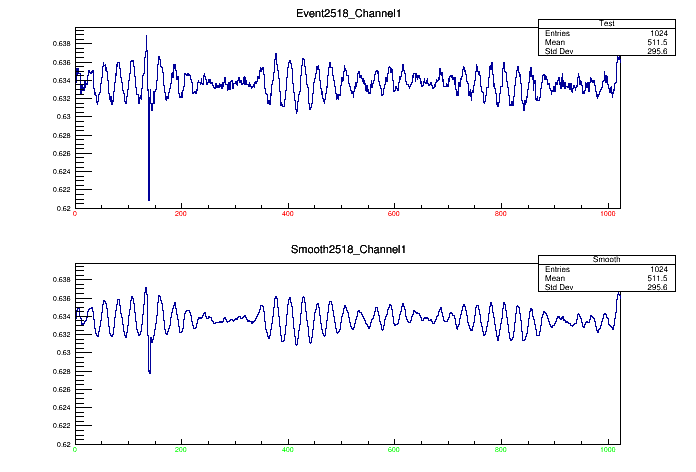 Event2518_Channel1
Test
Entries 1024
Mean 511.5
Std Dev 295.6
0.638
0.636
0.634
0.632
0.63
0.628
0.626
0.624
0.622
0.62
0 200 400 600 800 1000
Smooth2518_Channel1
Smooth
Entries 1024
Mean 511.5
Std Dev 295.6
0.638
0.636
0.634
0.632
0.63
0.628
0.626
0.624
0.622
0.62
0 200 400 600 800 1000